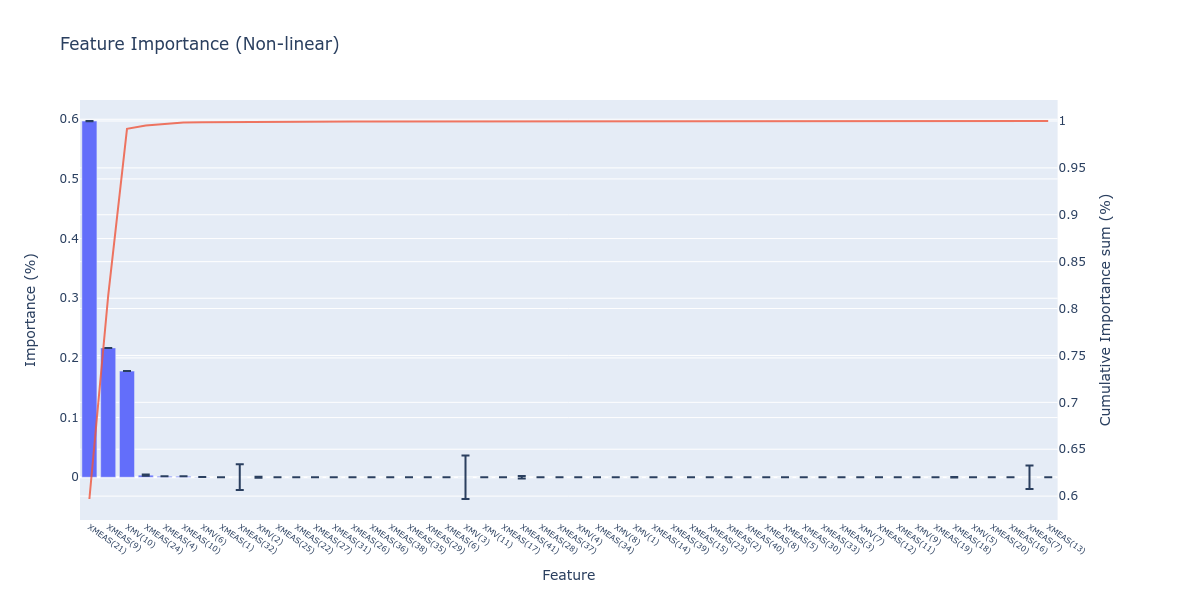 Feature Importance (Non-linear)
0.6
0.5
0.4
0.3
0.2
0.1
0
Importance (%)
1
0.95
0.9
0.85
0.8
0.75
0.7
0.65
0.6
Cumulative Importance sum (%)
XMEAS(21)
XMEAS(9)
XMV(10)
XMEAS(24)
XMEAS(4)
XMEAS(10)
XMV(6)
XMEAS(1)
XMEAS(32)
XMV(2)
XMEAS(25)
XMEAS(22)
XMEAS(27)
XMEAS(31)
XMEAS(26)
XMEAS(36)
XMEAS(38)
XMEAS(35)
XMEAS(29)
XMEAS(6)
XMV(3)
XMV(11)
XMEAS(17)
XMEAS(41)
XMEAS(28)
XMEAS(37)
XMV(4)
XMEAS(34)
XMV(8)
XMV(1)
XMEAS(14)
XMEAS(39)
XMEAS(15)
XMEAS(23)
XMEAS(2)
XMEAS(40)
XMEAS(8)
XMEAS(5)
XMEAS(30)
XMEAS(33)
XMEAS(3)
XMV(7)
XMEAS(12)
XMEAS(11)
XMV(9)
XMEAS(19)
XMEAS(18)
XMV(5)
XMEAS(20)
XMEAS(16)
XMEAS(7)
XMEAS(13)
Feature